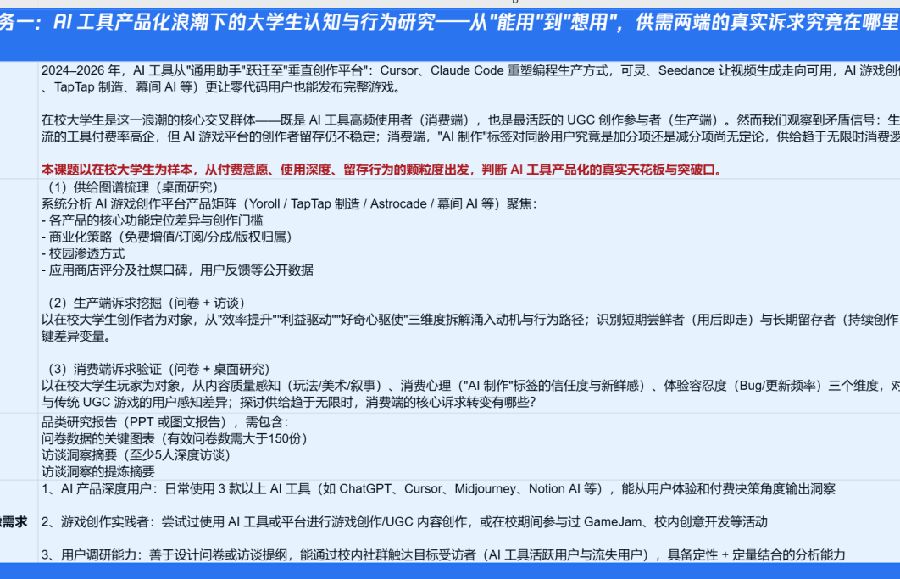 务一：AI 工具产品化浪潮下的大学生认知与行为研究——从"能用"到"想用"，供需两端的真实诉求究竟在哪里
2024–2026 年，AI 工具从"通用助手"跃迁至"垂直创作平台"：Cursor、Claude Code 重塑编程生产方式，可灵、Seedance 让视频生成走向可用，AI 游戏创
、TapTap 制造、幕间 AI 等）更让零代码用户也能发布完整游戏。
在校大学生是这一浪潮的核心交叉群体——既是 AI 工具高频使用者（消费端），也是最活跃的 UGC 创作参与者（生产端）。然而我们观察到矛盾信号：生
流的工具付费率高企，但 AI 游戏平台的创作者留存仍不稳定；消费端，"AI 制作"标签对同龄用户究竟是加分项还是减分项尚无定论，供给趋于无限时消费
本课题以在校大学生为样本，从付费意愿、使用深度、留存行为的颗粒度出发，判断 AI 工具产品化的真实天花板与突破口。
（1）供给图谱梳理（桌面研究）
系统分析 AI 游戏创作平台产品矩阵（Yoroll / TapTap 制造 / Astrocade / 幕间 AI 等）聚焦：
- 各产品的核心功能定位差异与创作门槛
- 商业化策略（免费增值/订阅/分成/版权归属）
- 校园渗透方式
- 应用商店评分及社媒口碑，用户反馈等公开数据
（2）生产端诉求挖掘（问卷 + 访谈）
以在校大学生创作者为对象，从"效率提升""利益驱动""好奇心驱使"三维度拆解涌入动机与行为路径；识别短期尝鲜者（用后即走）与长期留存者（持续创作
键差异变量。
（3）消费端诉求验证（问卷 + 桌面研究）
以在校大学生玩家为对象，从内容质量感知（玩法/美术/叙事）、消费心理（"AI 制作"标签的信任度与新鲜感）、体验容忍度（Bug/更新频率）三个维度，对
与传统 UGC 游戏的用户感知差异；探讨供给趋于无限时，消费端的核心诉求转变有哪些？
品类研究报告（PPT 或图文报告），需包含：
问卷数据的关键图表（有效问卷数需大于150份）
访谈洞察摘要（至少5人深度访谈）
访谈洞察的提炼摘要
1、AI 产品深度用户：日常使用 3 款以上 AI 工具（如 ChatGPT、Cursor、Midjourney、Notion AI 等），能从用户体验和付费决策角度输出洞察
需求
2、游戏创作实践者：尝试过使用 AI 工具或平台进行游戏创作/UGC 内容创作，或在校期间参与过 GameJam、校内创意开发等活动
3、用户调研能力：善于设计问卷或访谈提纲，能通过校内社群触达目标受访者（AI 工具活跃用户与流失用户），具备定性 + 定量结合的分析能力